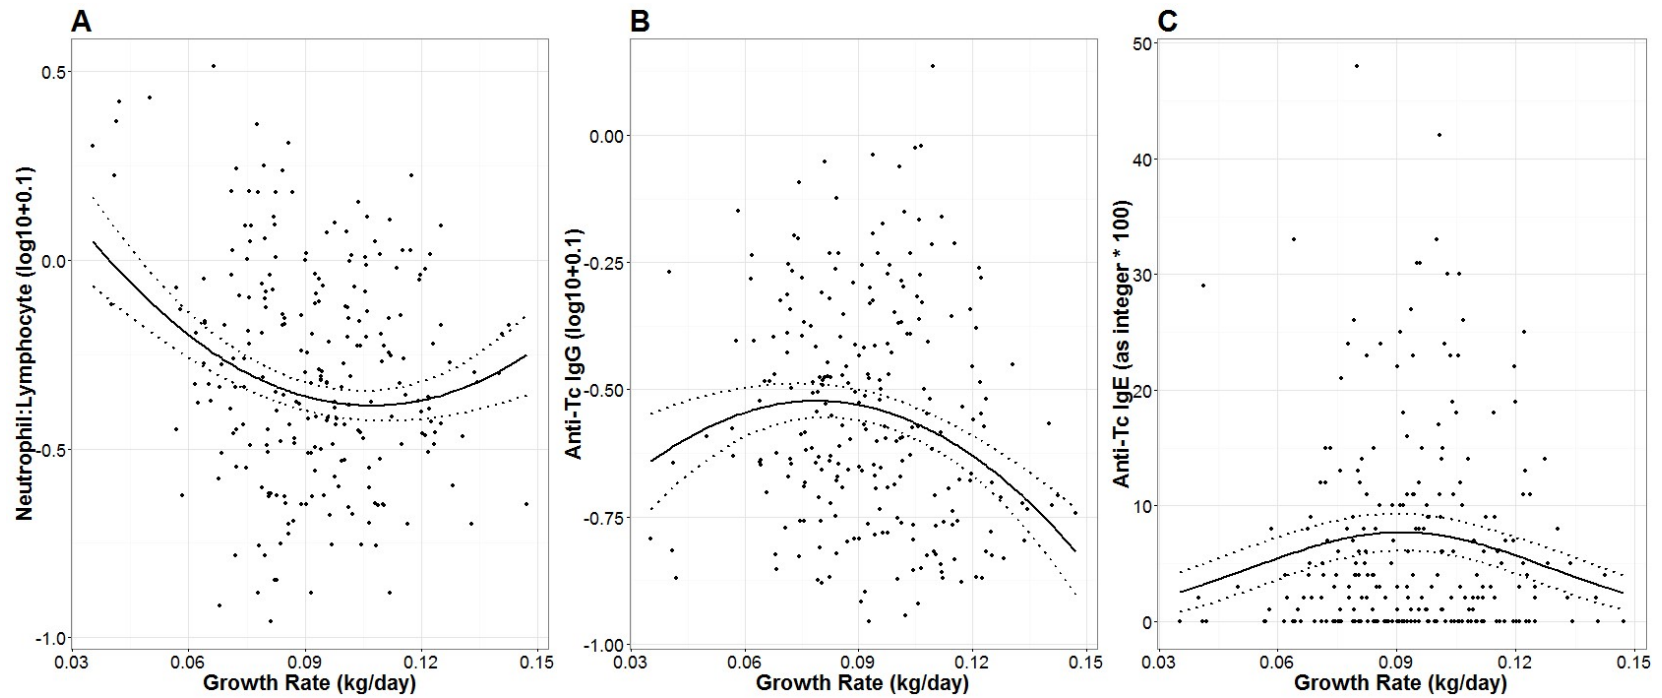 A
B
C
Neutrophil:Lymphocyte (log10+0.1)
0.5
0.0
-0.5
-1.0
0.03 0.06 0.09 0.12 0.15
Growth Rate (kg/day)
Anti-Tc IgG (log10+0.1)
0.00
-0.25
-0.50
-0.75
-1.00
0.03 0.06 0.09 0.12 0.15
Growth Rate (kg/day)
Anti-Tc IgE (as integer * 100)
50
40
30
20
10
0
0.03 0.06 0.09 0.12 0.15
Growth Rate (kg/day)